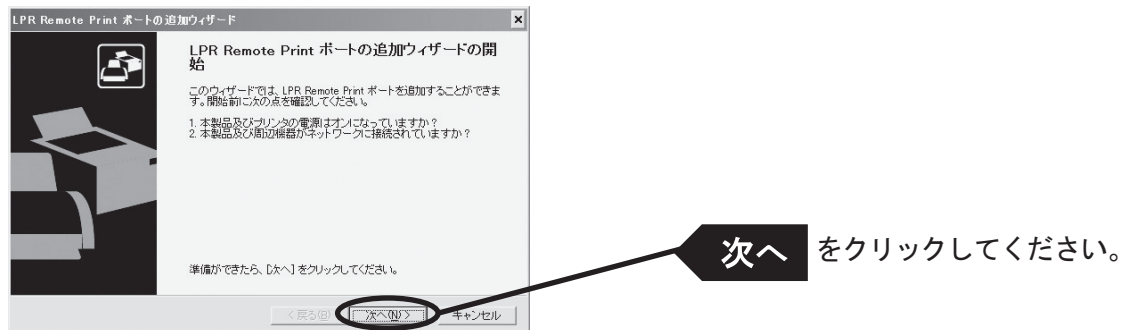 LPR Remote Print ポートの追加ウィザード
LPR Remote Print ポートの追加ウィザードの開
始
このウィザードでは、LPR Remote Print ポートを追加することができま
す。開始前に次の点を確認してください。
1. 本製品及びプリンタの電源はオンになっていますか？
2. 本製品及び周辺機器がネットワークに接続されていますか？
準備ができたら、[次へ] をクリックしてください。
< 戻る(B) 次へ(N) > キャンセル
次へ をクリックしてください。